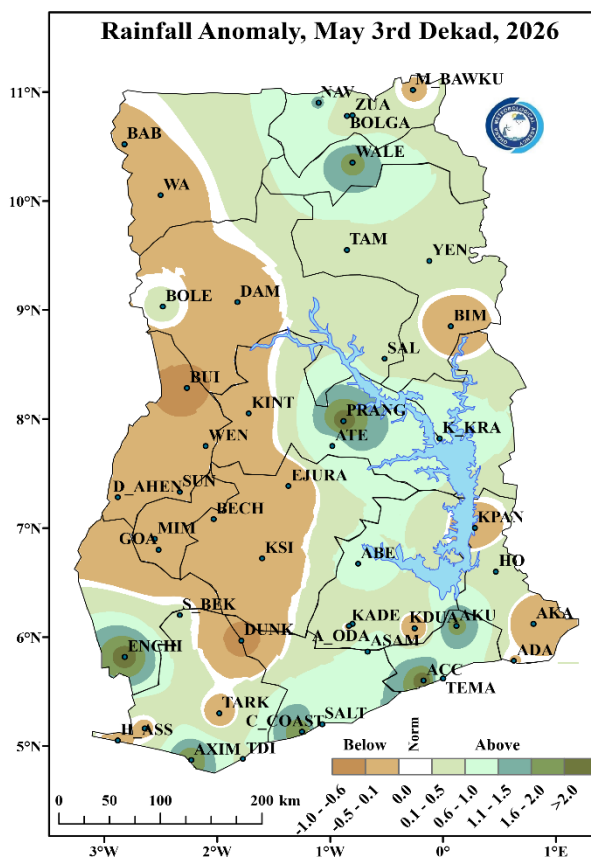 Rainfall Anomaly, May 3rd Dekad, 2026
M_BAWKU
11°N
NAV
ZUA
BOLGA
BAB
WALE
WA
10°N
TAM
YEN
BOLE
DAM
9°N
BIM
SAL
BUI
KINT
PRANG
8°N
WEN
ATE
K_KRA
D_AHEN
SUN
EJURA
BECH
KPAN
7°N
GOA
MIM
KSI
ABE
HO
S_BEK
KADE
KDUA
AKU
AKA
6°N
ENCHI
DUNK
A_ODA
ASAM
ADA
ACC
TEMA
TARK
C_COAST
SALT
H_ASS
5°N
AXIM
TDI
Below
Norm
Above
-1.0 - -0.6
-0.5 - -0.1
0.0
0.1 - 0.5
0.6 - 1.0
1.1 - 1.5
1.6 - 2.0
>2.0
0 50 100 200 km
3°W
2°W
1°W
0°
1°E